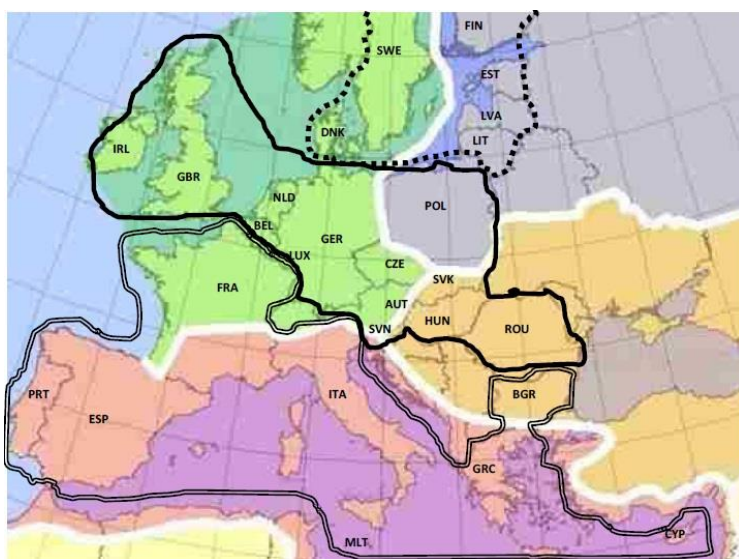 FIN
SWE
EST
LVA
DNK
LIT
IRL
GBR
NLD
POL
BEL
GER
LUX
CZE
SVK
FRA
AUT
HUN
SVN
ROU
PRT
ITA
BGR
ESP
GRC
CYP
MLT